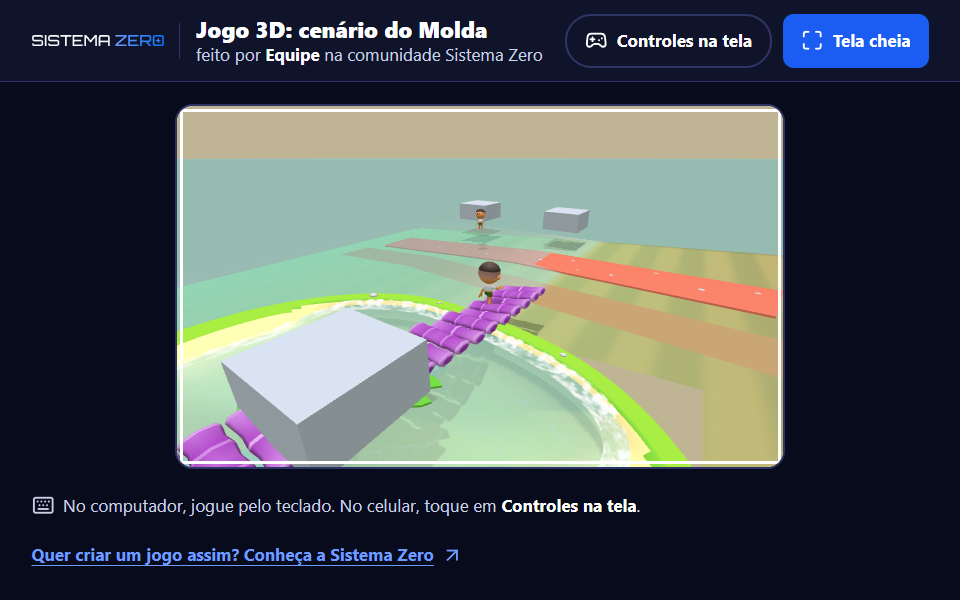 SISTEMA ZERO
Jogo 3D: cenário do Molda
feito por Equipe na comunidade Sistema Zero
Controles na tela
Tela cheia
No computador, jogue pelo teclado. No celular, toque em Controles na tela.
Quer criar um jogo assim? Conheça a Sistema Zero